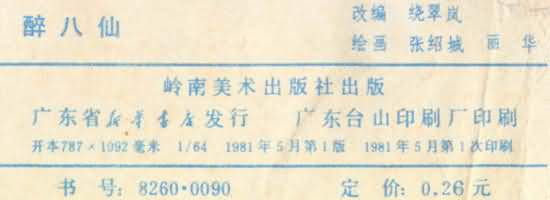 醉八仙
改编 绕翠岚
绘画 张绍城 丽华
岭南美术出版社出版
广东省新华书店发行 广东台山印刷厂印刷
开本787×1092毫米 1/64 1981年5月第1版 1981年5月第1次印刷
书号:8260·0090 定价:0.26元